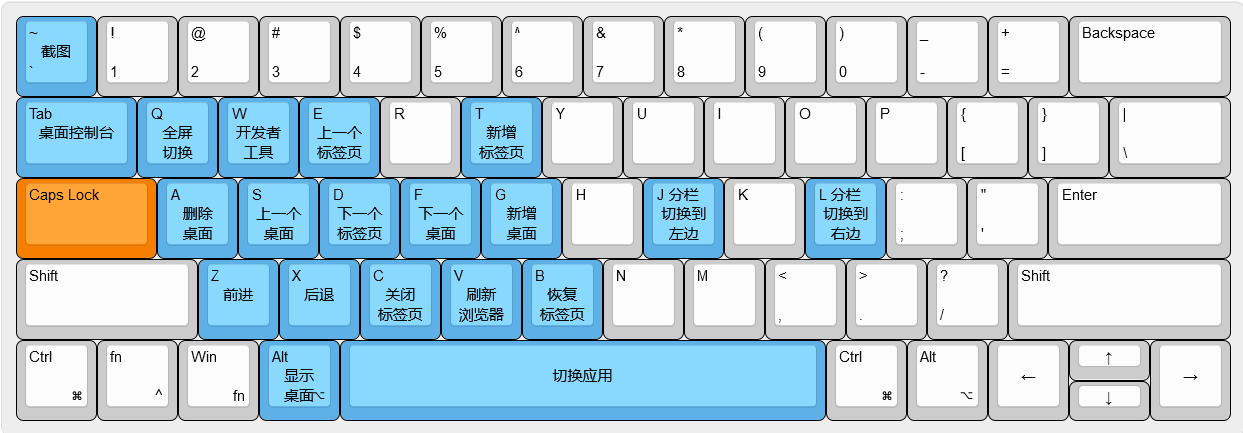 ~ ! @ # $ % ^ & * ( ) _ + Backspace
截图
` 1 2 3 4 5 6 7 8 9 0 - =
Tab Q W E R T Y U I O P { } |
桌面控制台 全屏 开发者 上一个 新增
切换 工具 标签页 标签页
[ ] \
Caps Lock A S D F G H J 分栏 K L 分栏 : " Enter
删除 上一个 下一个 下一个 新增 切换到 切换到
桌面 桌面 标签页 桌面 桌面 左边 右边
; '
Shift Z X C V B N M < > ? Shift
前进 后退 关闭 刷新 恢复
标签页 浏览器 标签页
, . /
Ctrl fn Win Alt Ctrl Alt ↑
显示 切换应用 ← →
⌘ ^ fn 桌面⌥ ⌘ ⌥ ↓